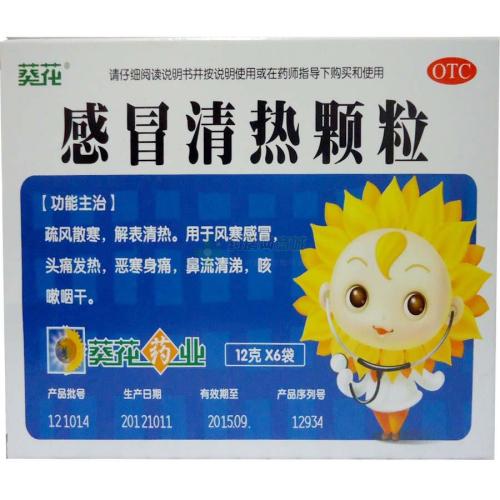 葵花®
请仔细阅读说明书并按说明使用或在药师指导下购买和使用
OTC
感冒清热颗粒
【功能主治】
疏风散寒，解表清热。用于风寒感冒，
头痛发热，恶寒身痛，鼻流清涕，咳
嗽咽干。
葵花药业
12克 X6袋
产品批号 生产日期 有效期至 产品序列号
121014 20121011 201509. 12934